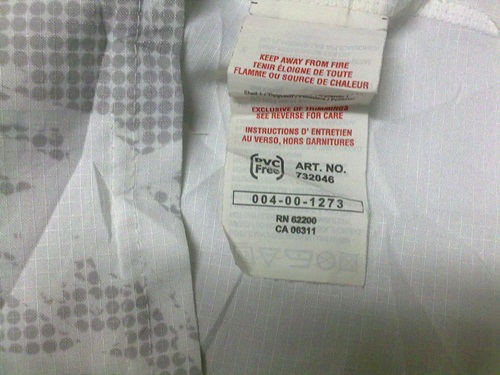 KEEP AWAY FROM FIRE
TENIR ÉLOIGNE DE TOUTE
FLAMME OU SOURCE DE CHALEUR
EXCLUSIVE OF TRIMMINGS
SEE REVERSE FOR CARE
INSTRUCTIONS D' ENTRETIEN
AU VERSO, HORS GARNITURES
PVC Free
ART. NO.
732046
004-00-1273
RN 62200
CA 06311